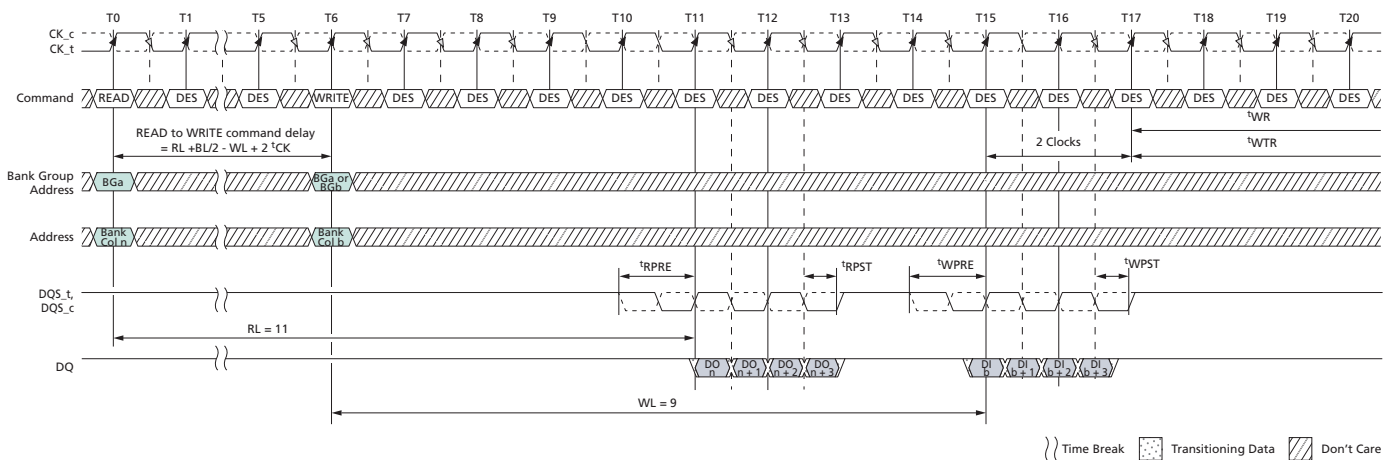 T0 T1 T5 T6 T7 T8 T9 T10 T11 T12 T13 T14 T15 T16 T17 T18 T19 T20
CK_c
CK_t
Command READ DES DES WRITE DES DES DES DES DES DES DES DES DES DES DES DES DES DES
tWR
READ to WRITE command delay
= RL +BL/2 - WL + 2 tCK
2 Clocks
tWTR
Bank Group
Address
BGa
BGa or
BGb
Address
Bank
Col n
Bank
Col b
tRPRE tRPST tWPRE tWPST
DQS_t,
DQS_c
RL = 11
DQ
DO
n
DO
n + 1
DO
n + 2
DO
n + 3
DI
b
DI
b + 1
DI
b + 2
DI
b + 3
WL = 9
Time Break Transitioning Data Don't Care